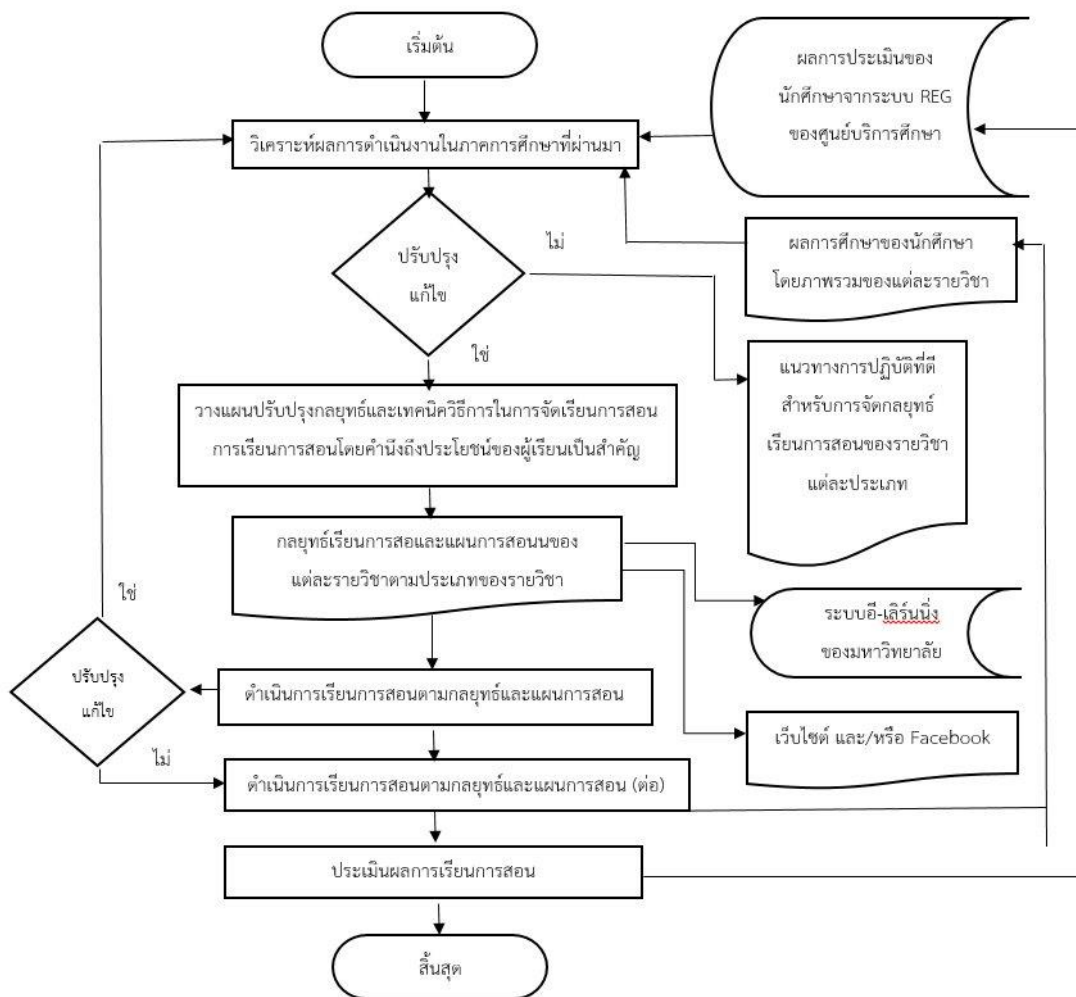 เริ่มต้น
ผลการประเมินของ
นักศึกษาจากระบบ REG
ของศูนย์บริการศึกษา
วิเคราะห์ผลการดำเนินงานในภาคการศึกษาที่ผ่านมา
ปรับปรุง
แก้ไข
ไม่
ผลการศึกษาของนักศึกษา
โดยภาพรวมของแต่ละรายวิชา
ใช่
แนวทางการปฏิบัติที่ดี
สำหรับการจัดกลยุทธ์
เรียนการสอนของรายวิชา
แต่ละประเภท
วางแผนปรับปรุงกลยุทธ์และเทคนิควิธีการในการจัดเรียนการสอน
การเรียนการสอนโดยคำนึงถึงประโยชน์ของผู้เรียนเป็นสำคัญ
กลยุทธ์เรียนการสอและแผนการสอนนของ
แต่ละรายวิชาตามประเภทของรายวิชา
ระบบอี-เลิร์นนิ่ง
ของมหาวิทยาลัย
ใช่
ปรับปรุง
แก้ไข
ดำเนินการเรียนการสอนตามกลยุทธ์และแผนการสอน
เว็บไซต์ และ/หรือ Facebook
ไม่
ดำเนินการเรียนการสอนตามกลยุทธ์และแผนการสอน (ต่อ)
ประเมินผลการเรียนการสอน
สิ้นสุด